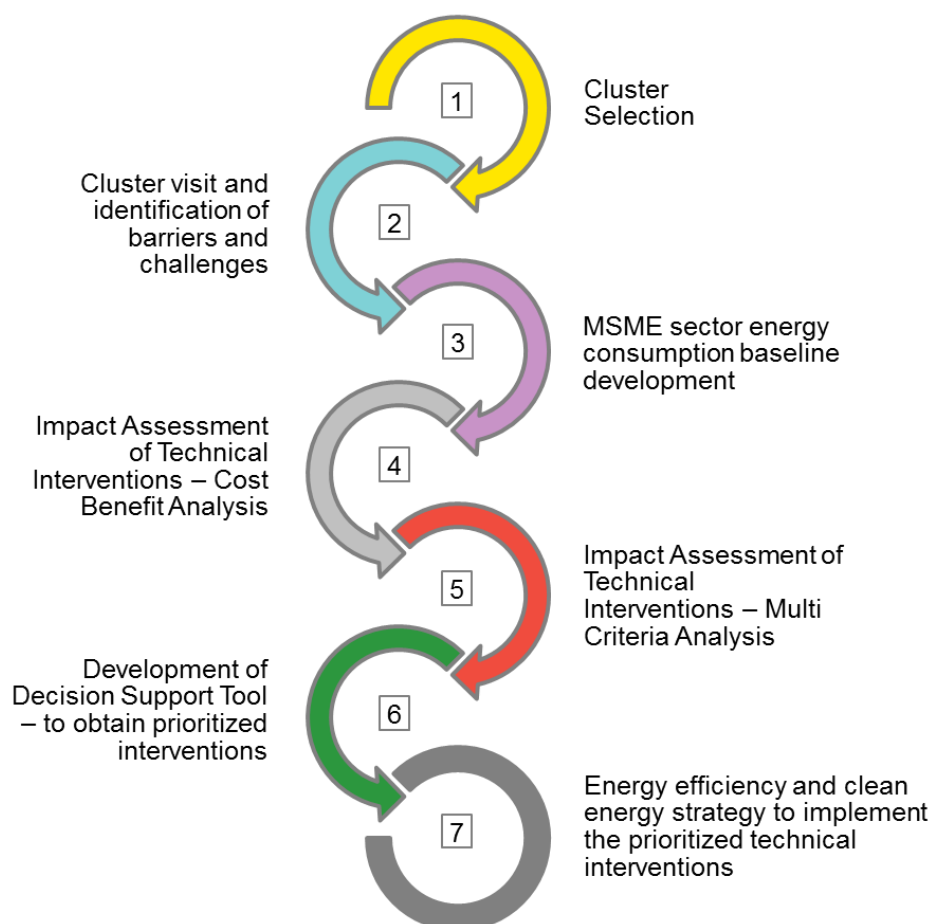 1
Cluster
Selection
Cluster visit and
identification of
barriers and
challenges
2
3
MSME sector energy
consumption baseline
development
Impact Assessment
of Technical
Interventions – Cost
Benefit Analysis
4
5
Impact Assessment of
Technical
Interventions – Multi
Criteria Analysis
Development of
Decision Support Tool
– to obtain prioritized
interventions
6
7
Energy efficiency and clean
energy strategy to implement
the prioritized technical
interventions